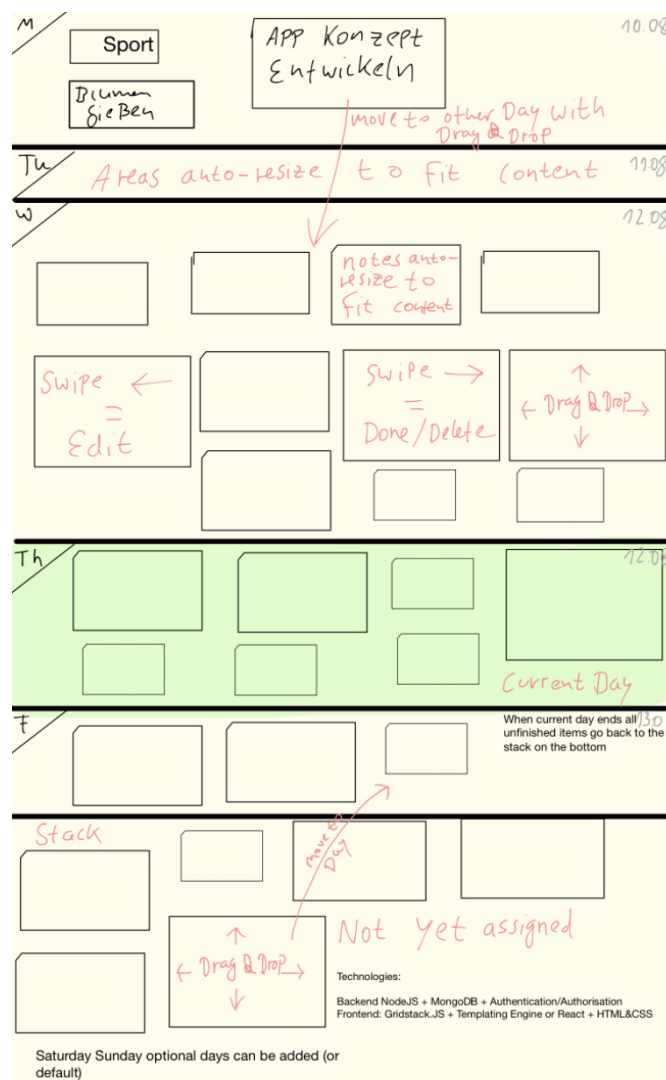 M
10.08
Sport
APP Konzept
Entwickeln
Blumen
gießen
move to other Day with
Drag & Drop
Tu
Areas auto-resize to fit content
11.08
W
12.08
notes auto-
resize to
fit content
Swipe ←
=
Edit
Swipe →
=
Done/Delete
↑
← Drag & Drop →
↓
Th
12.08
Current Day
F
130
When current day ends all
unfinished items go back to the
stack on the bottom
Stack
move to
Day
Not yet assigned
↑
← Drag & Drop →
↓
Technologies:
Backend NodeJS + MongoDB + Authentication/Authorisation
Frontend: Gridstack.JS + Templating Engine or React + HTML&CSS
Saturday Sunday optional days can be added (or
default)